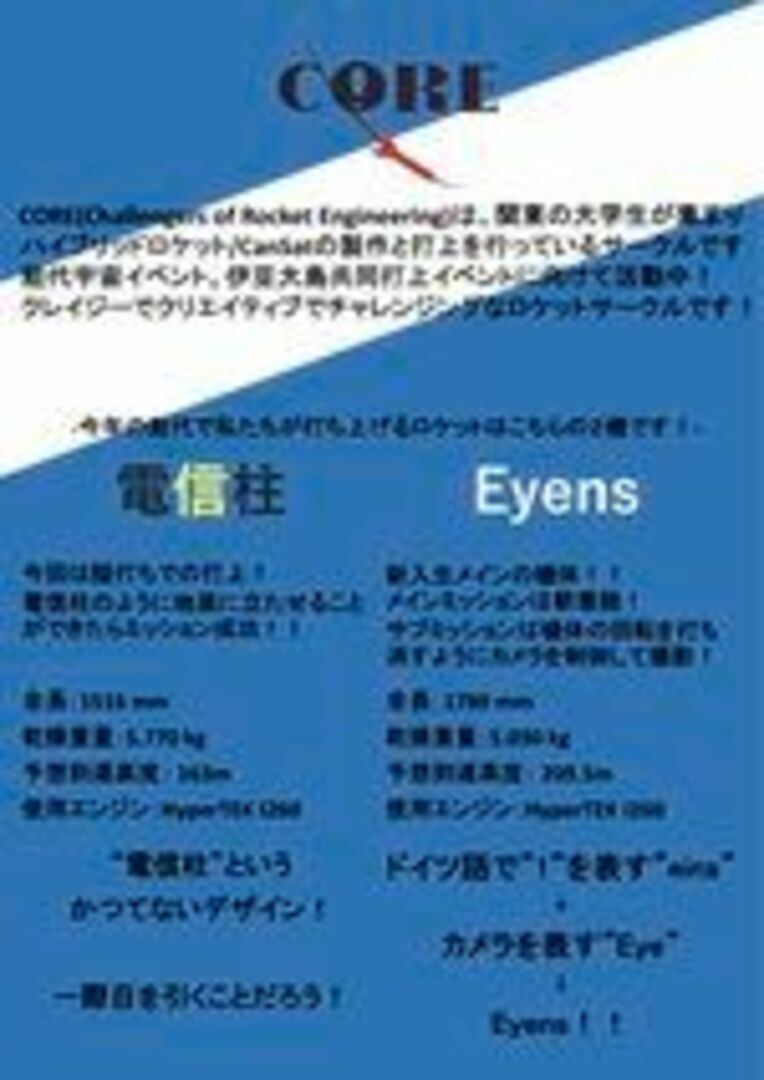 CORE
CORE(Challengers of Rocket Engineering)は、関東の大学生が集まり
ハイブリッドロケット/CanSatの製作と打上を行っているサークルです
能代宇宙イベント、伊豆大島共同打上イベントに向けて活動中！
クレイジーでクリエイティブでチャレンジングなロケットサークルです！
-今年の能代で私たちが打ち上げるロケットはこちらの2機です！-
電信柱
今回は縦打ちでの打上！
電信柱のように地面に立たせること
ができたらミッション成功！！
全長: mm
乾燥重量: 5.770 kg
予想到達高度:
使用エンジン: HyperTEK I260
“電信柱”という
かつてないデザイン！
一際目を引くことだろう！
Eyens
新入生メインの機体！！
メインミッションは
サブミッションは機体の回転を打ち
消すようにカメラを制御して撮影！
全長: mm
乾燥重量: kg
予想到達高度:
使用エンジン: HyperTEK I260
ドイツ語で”1”を表す”eins”
+
カメラを表す”Eye”
Eyens！！